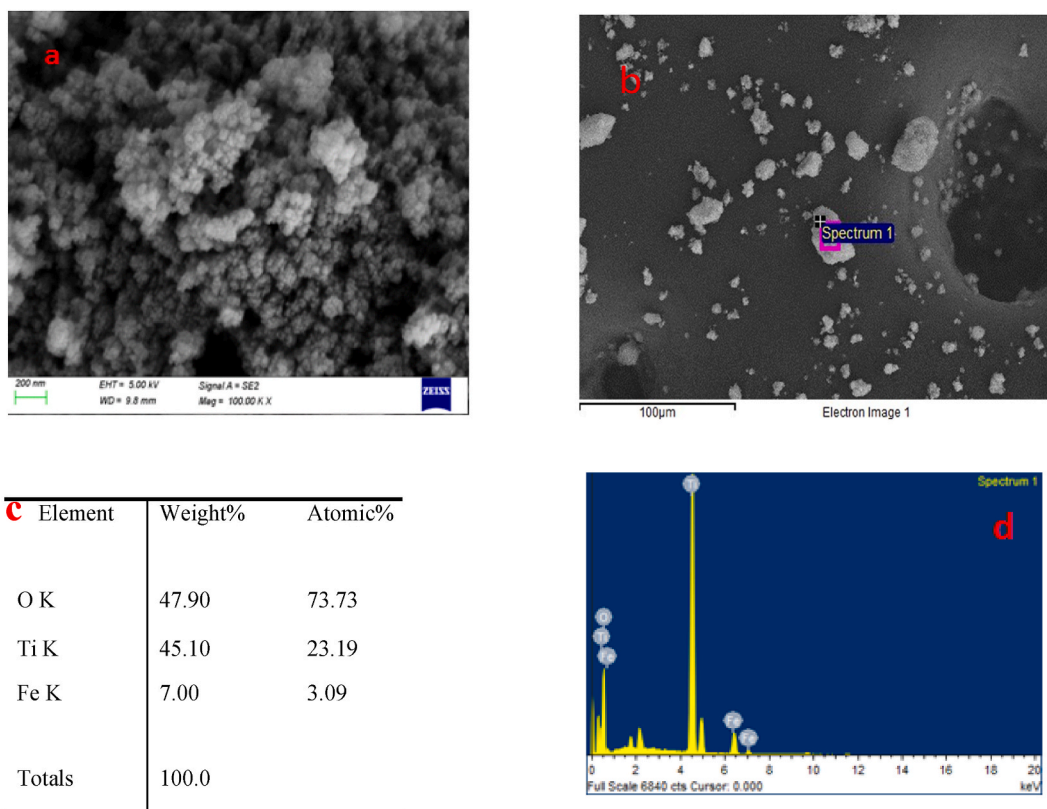 a
200 nm EHT = 5.00 kV Signal A = SE2 ZEISS
WD = 9.8 mm Mag = 100.00 K X
b
Spectrum 1
100µm Electron Image 1
c Element Weight% Atomic%
O K 47.90 73.73
Ti K 45.10 23.19
Fe K 7.00 3.09
Totals 100.0
Spectrum 1
d
Ti
O
Ti
Fe
Fe
Fe
0 2 4 6 8 10 12 14 16 18 20
Full Scale 6840 cts Cursor: 0.000 keV